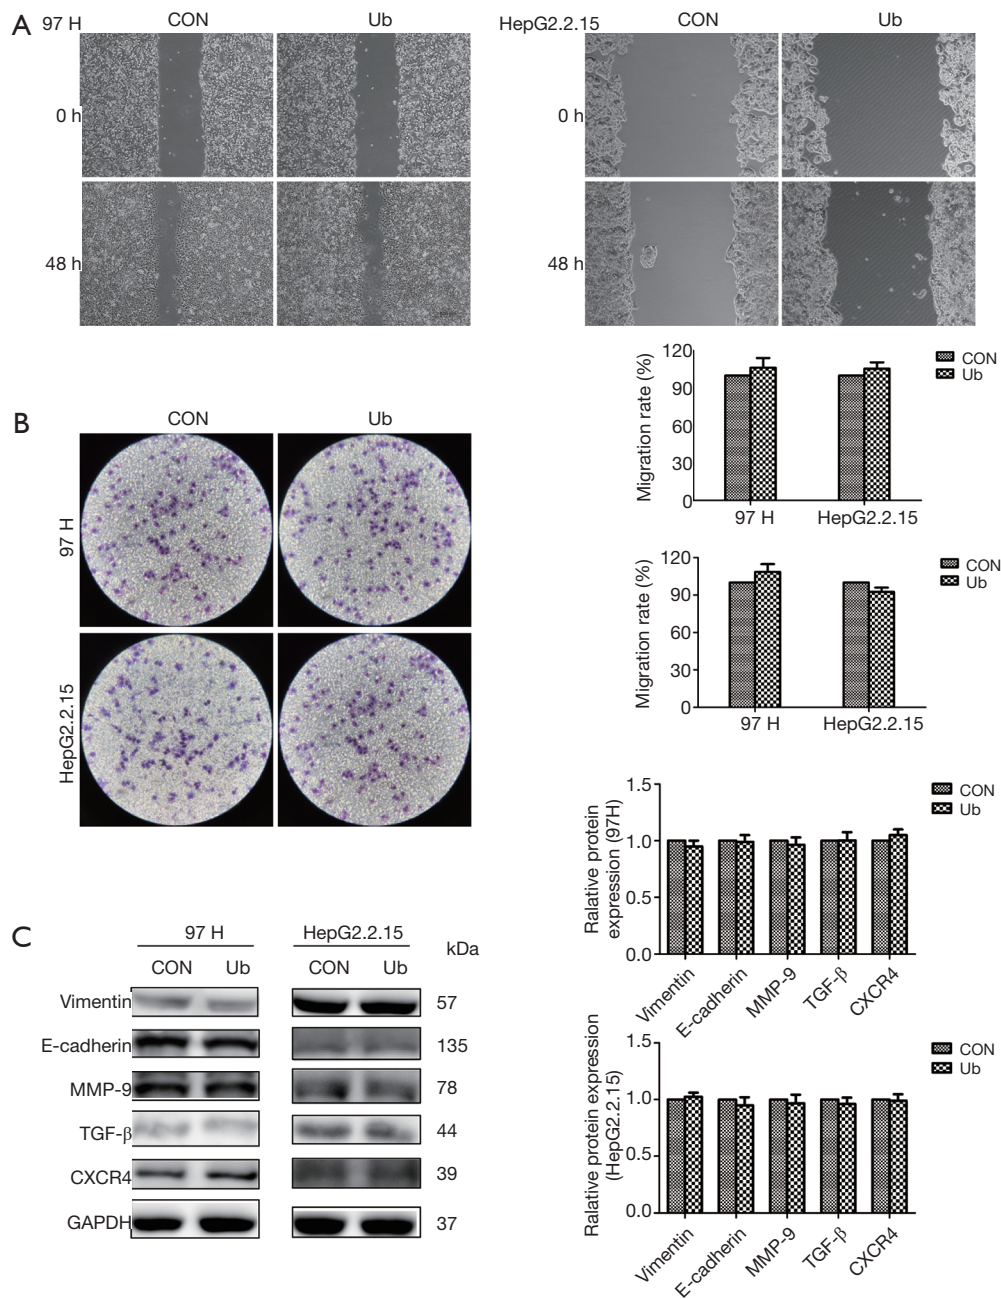 A
97 H
CON
Ub
0 h
48 h
HepG2.2.15
CON
Ub
0 h
48 h
Migration rate (%)
120
90
60
30
0
97 H
HepG2.2.15
CON
Ub
B
CON
Ub
97 H
HepG2.2.15
Migration rate (%)
120
90
60
30
0
97 H
HepG2.2.15
CON
Ub
C
97 H
HepG2.2.15
kDa
CON
Ub
CON
Ub
Vimentin
57
E-cadherin
135
MMP-9
78
TGF-β
44
CXCR4
39
GAPDH
37
Ralative protein
expression (97H)
1.5
1.0
0.5
0.0
Vimentin
E-cadherin
MMP-9
TGF-β
CXCR4
CON
Ub
Ralative protein expression
(HepG2.2.15)
1.5
1.0
0.5
0.0
Vimentin
E-cadherin
MMP-9
TGF-β
CXCR4
CON
Ub